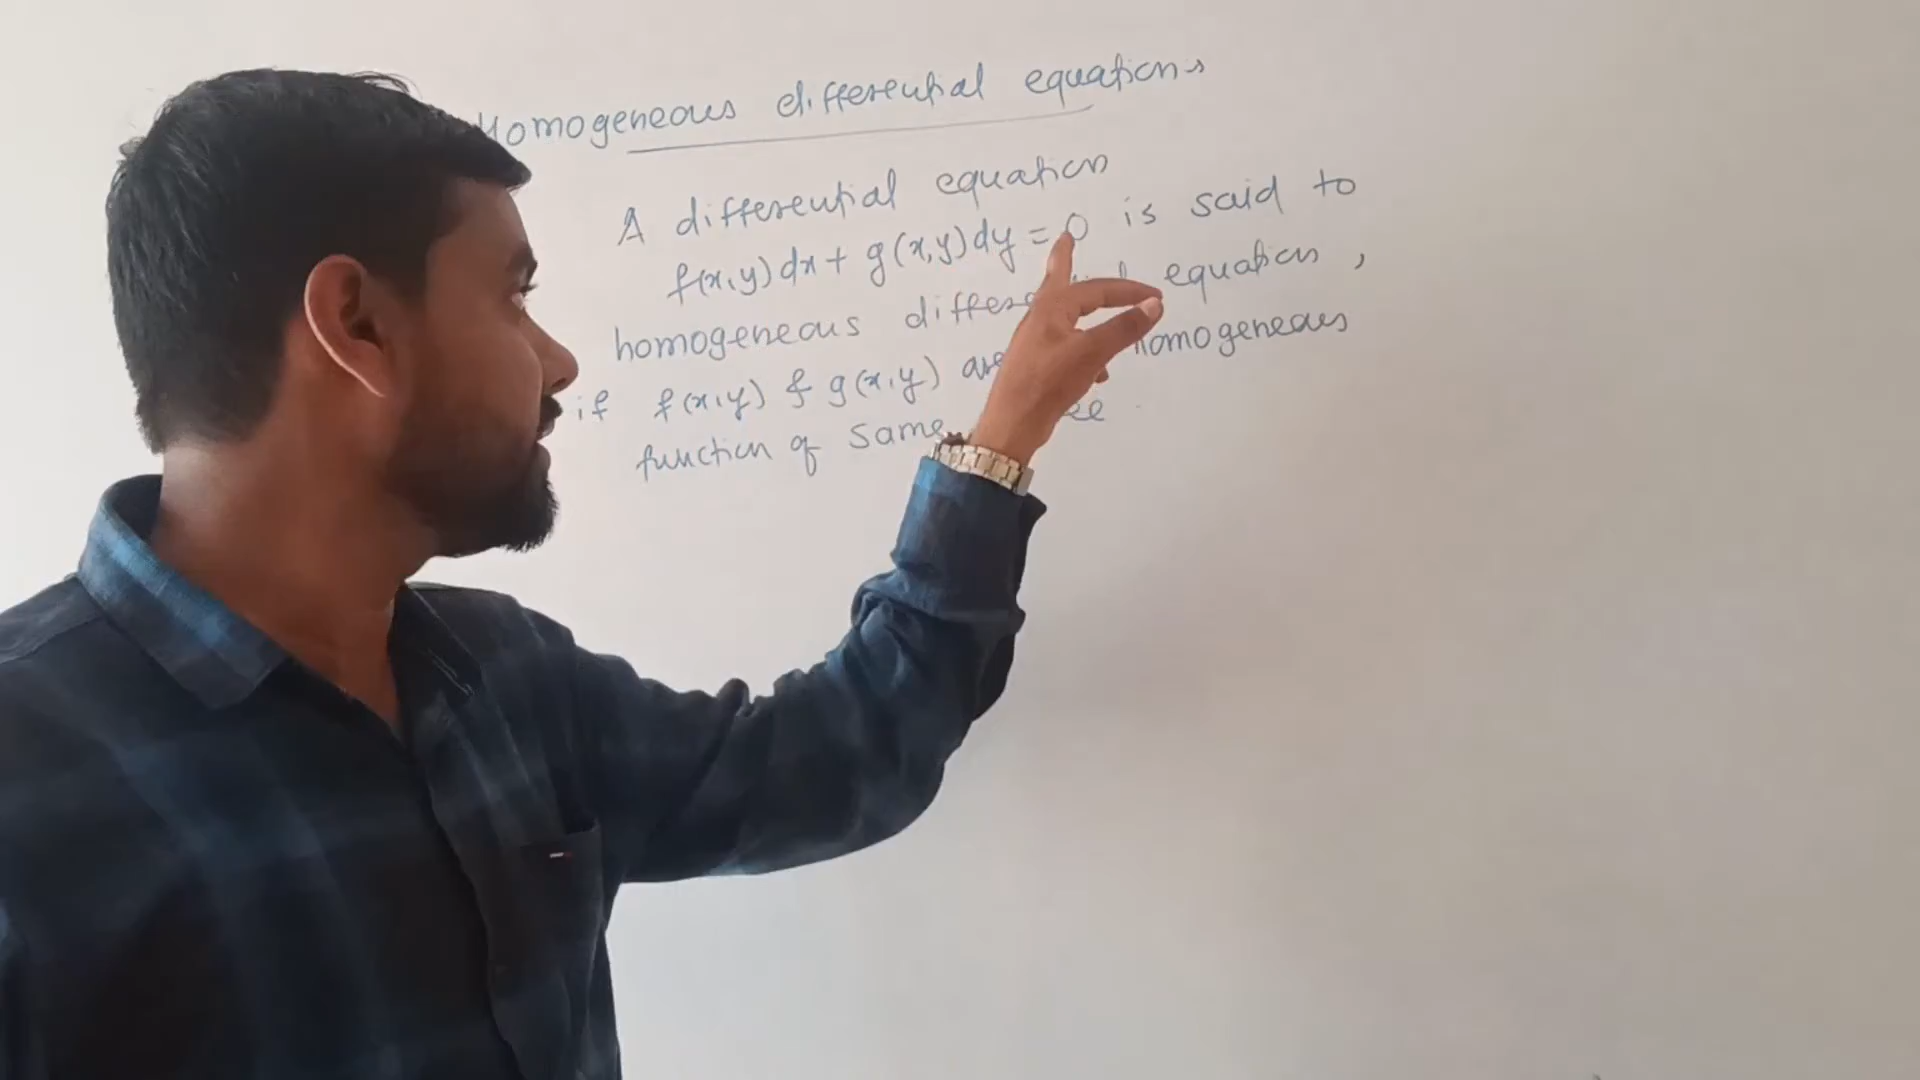 Homogeneous differential equations
A differential equation
f(x,y)dx + g(x,y)dy = 0 is said to
homogeneous equation,
if f(x,y) & g(x,y) are homogeneous
function of same